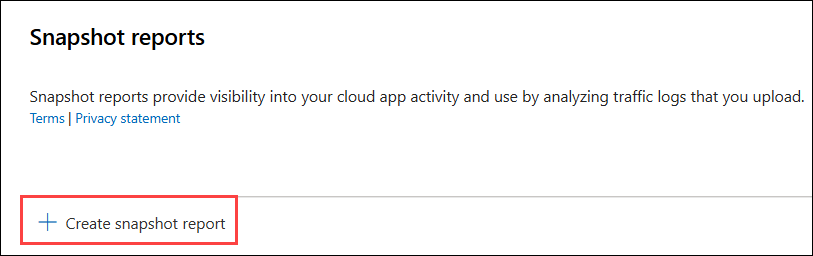 Snapshot reports
Snapshot reports provide visibility into your cloud app activity and use by analyzing traffic logs that you upload.
Terms | Privacy statement
Create snapshot report